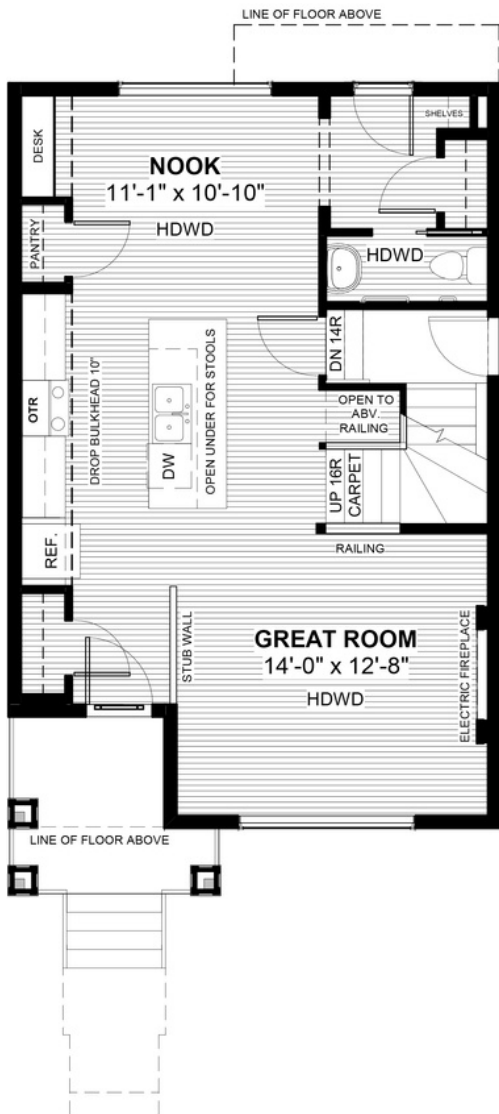 LINE OF FLOOR ABOVE
SHELVES
DESK
NOOK
11'-1" x 10'-10"
HDWD
PANTRY
HDWD
DN 14R
OPEN TO
ABV.
RAILING
OTR
DROP BULKHEAD 10"
OPEN UNDER FOR STOOLS
DW
UP 16R
CARPET
REF.
RAILING
STUB WALL
GREAT ROOM
14'-0" x 12'-8"
HDWD
ELECTRIC FIREPLACE
LINE OF FLOOR ABOVE